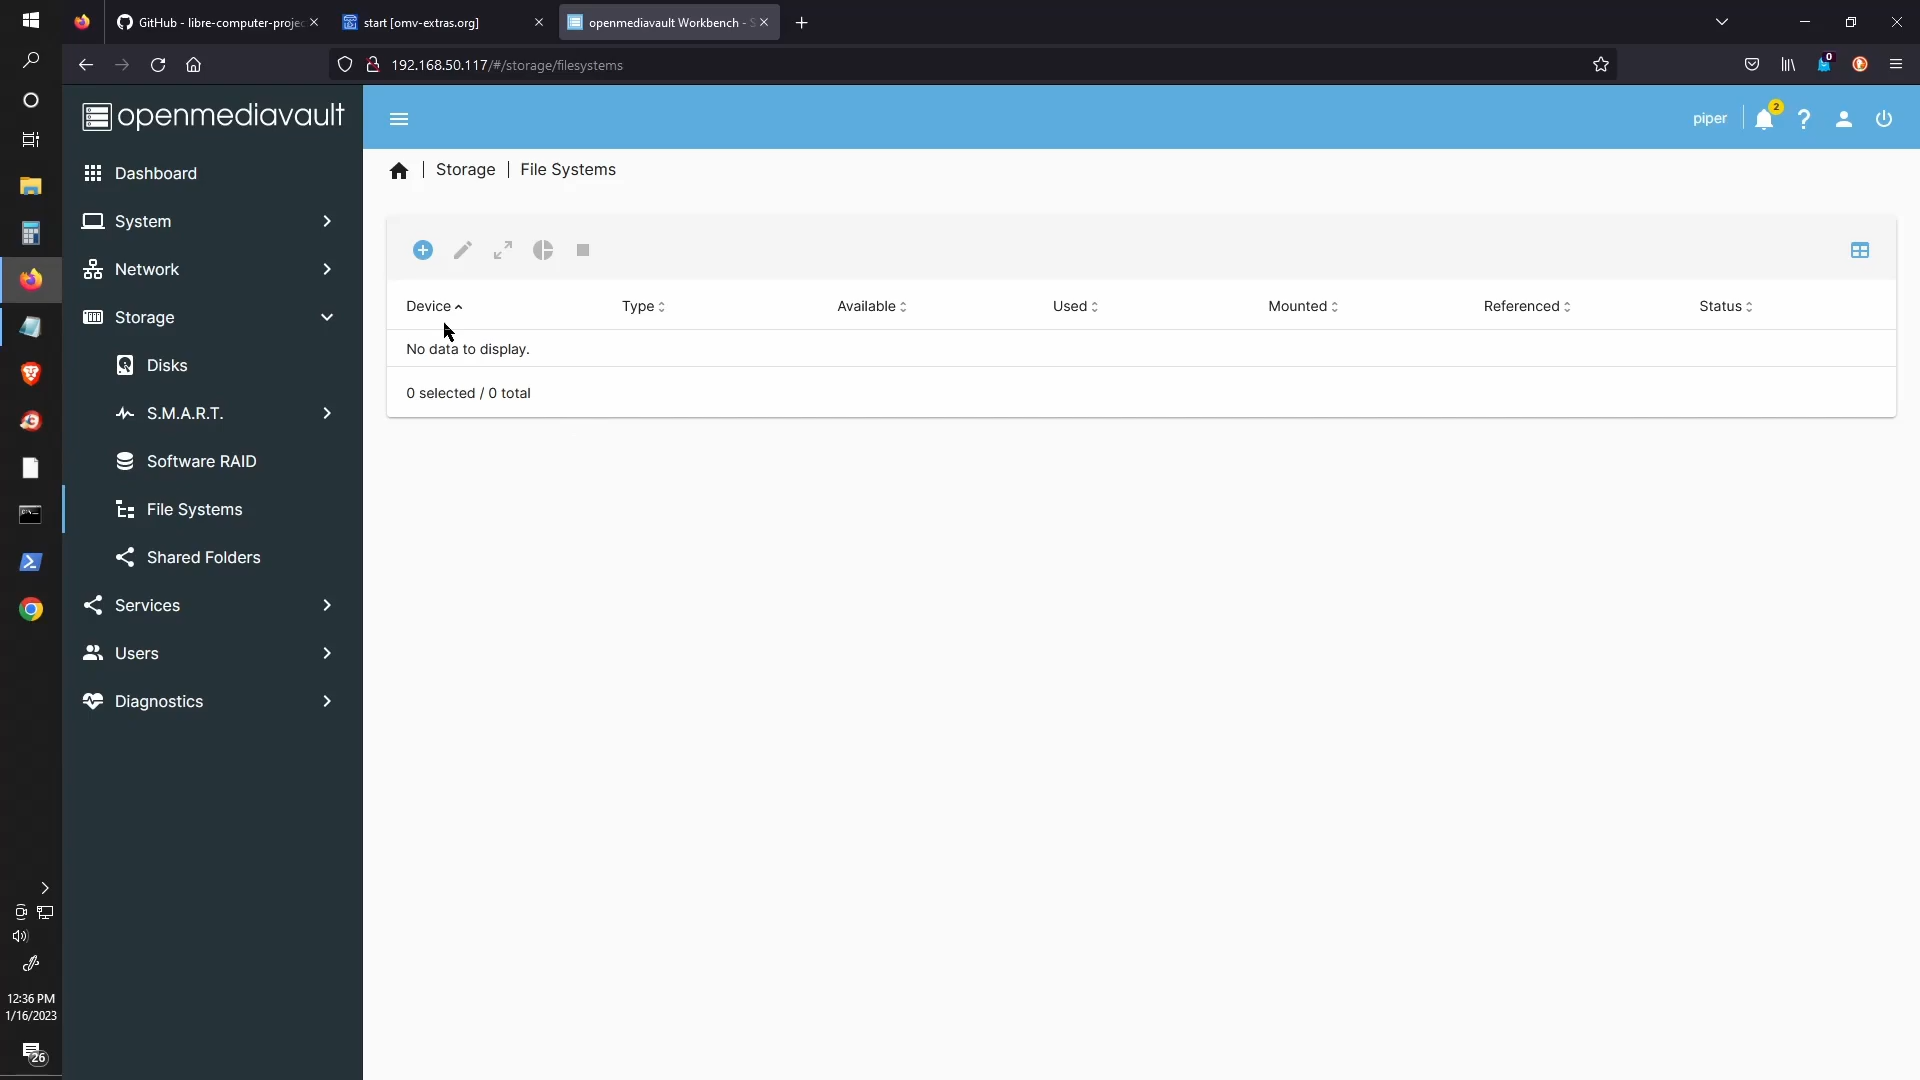 GitHub - libre-computer-projec
start [omv-extras.org]
openmediavault Workbench - S
192.168.50.117/#/storage/filesystems
0
openmediavault
piper
2
Storage | File Systems
Dashboard
System
Network
Storage
Disks
S.M.A.R.T.
Software RAID
File Systems
Shared Folders
Services
Users
Diagnostics
Device
Type
Available
Used
Mounted
Referenced
Status
No data to display.
0 selected / 0 total
12:36 PM
1/16/2023
26